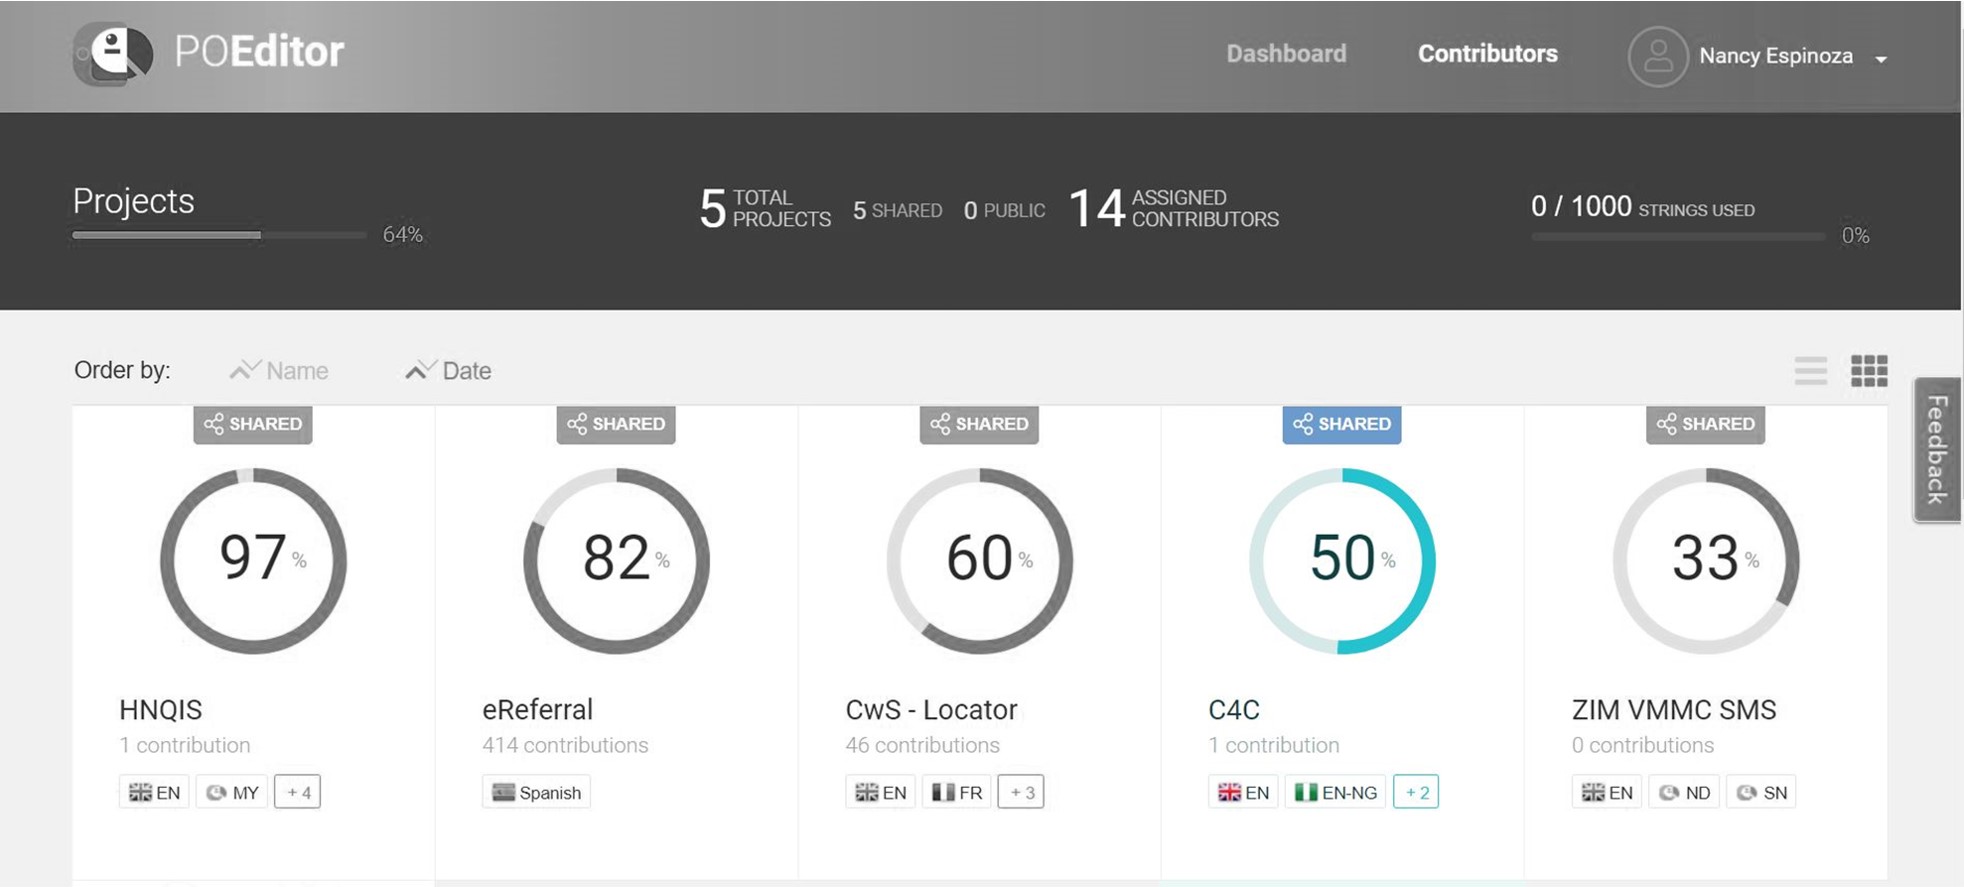 POEditor
Dashboard Contributors Nancy Espinoza
Projects
64%
5 TOTAL PROJECTS 5 SHARED 0 PUBLIC 14 ASSIGNED CONTRIBUTORS
0 / 1000 STRINGS USED
0%
Order by: Name Date
Feedback
SHARED
97 %
HNQIS
1 contribution
EN MY + 4
SHARED
82 %
eReferral
414 contributions
Spanish
SHARED
60 %
CwS - Locator
46 contributions
EN FR + 3
SHARED
50 %
C4C
1 contribution
EN EN-NG + 2
SHARED
33 %
ZIM VMMC SMS
0 contributions
EN ND SN